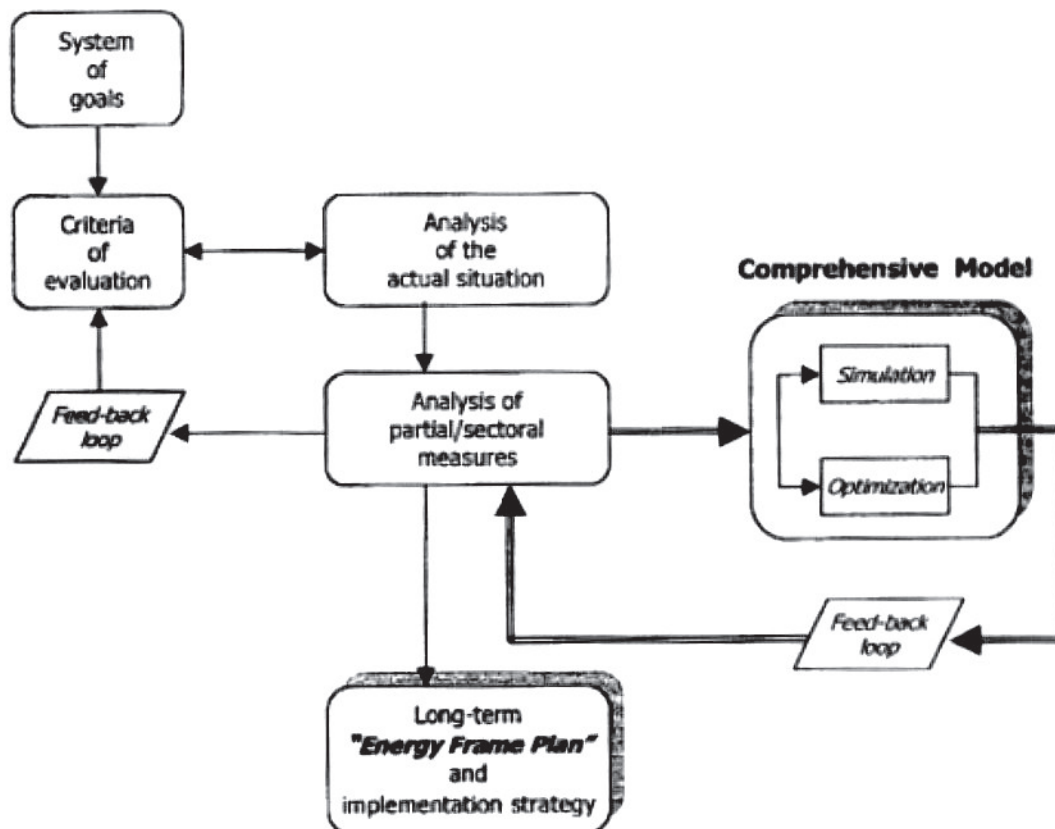 System
of
goals
Criteria
of
evaluation
Analysis
of the
actual situation
Comprehensive Model
Simulation
Optimization
Feed-back
loop
Analysis of
partial/sectoral
measures
Feed-back
loop
Long-term
"Energy Frame Plan"
and
implementation strategy